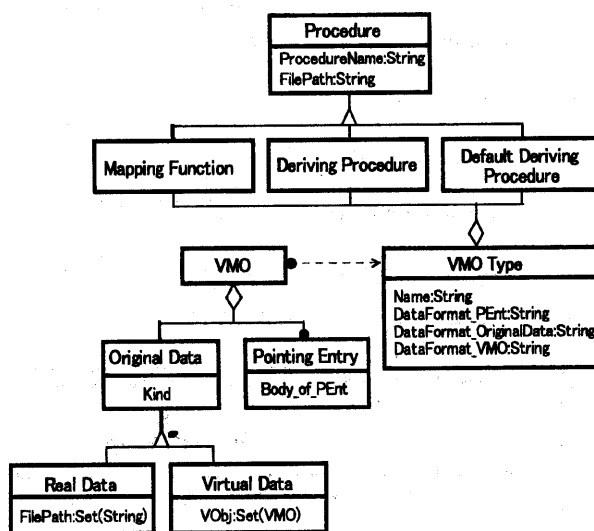 Procedure
ProcedureName:String
FilePath:String
Mapping Function
Deriving Procedure
Default Deriving
Procedure
VMO
VMO Type
Name:String
DataFormat_PEnt:String
DataFormat_OriginalData:String
DataFormat_VMO:String
Original Data
Kind
Pointing Entry
Body_of_PEnt
Real Data
FilePath:Set(String)
Virtual Data
VObj:Set(VMO)